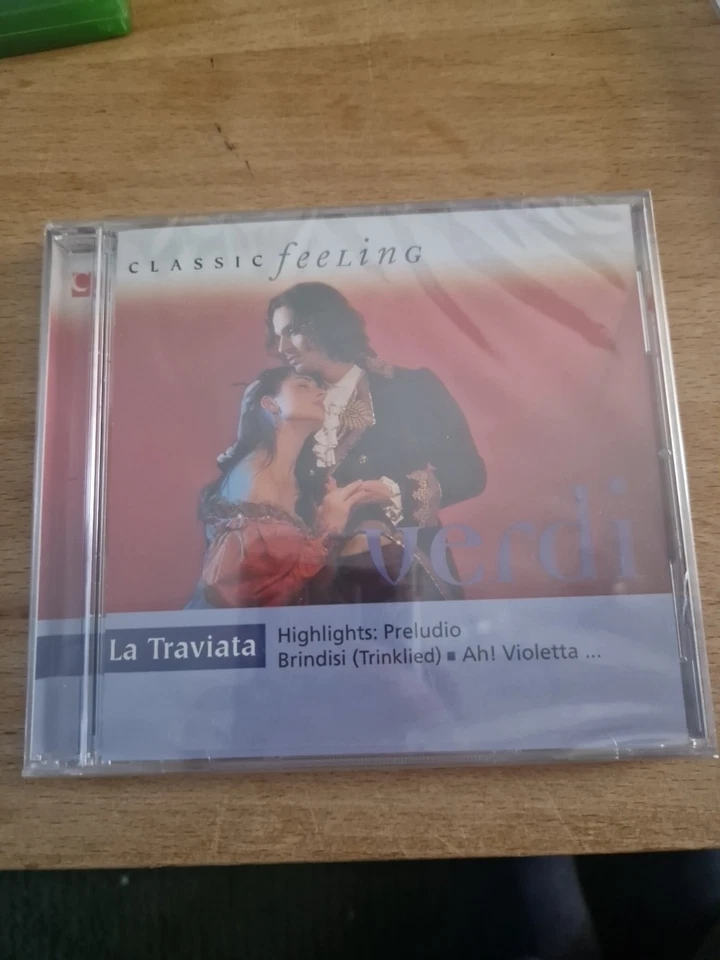 CLASSIC feeLinG
verdi
La Traviata
Highlights: Preludio
Brindisi (Trinklied) ▪ Ah! Violetta ...